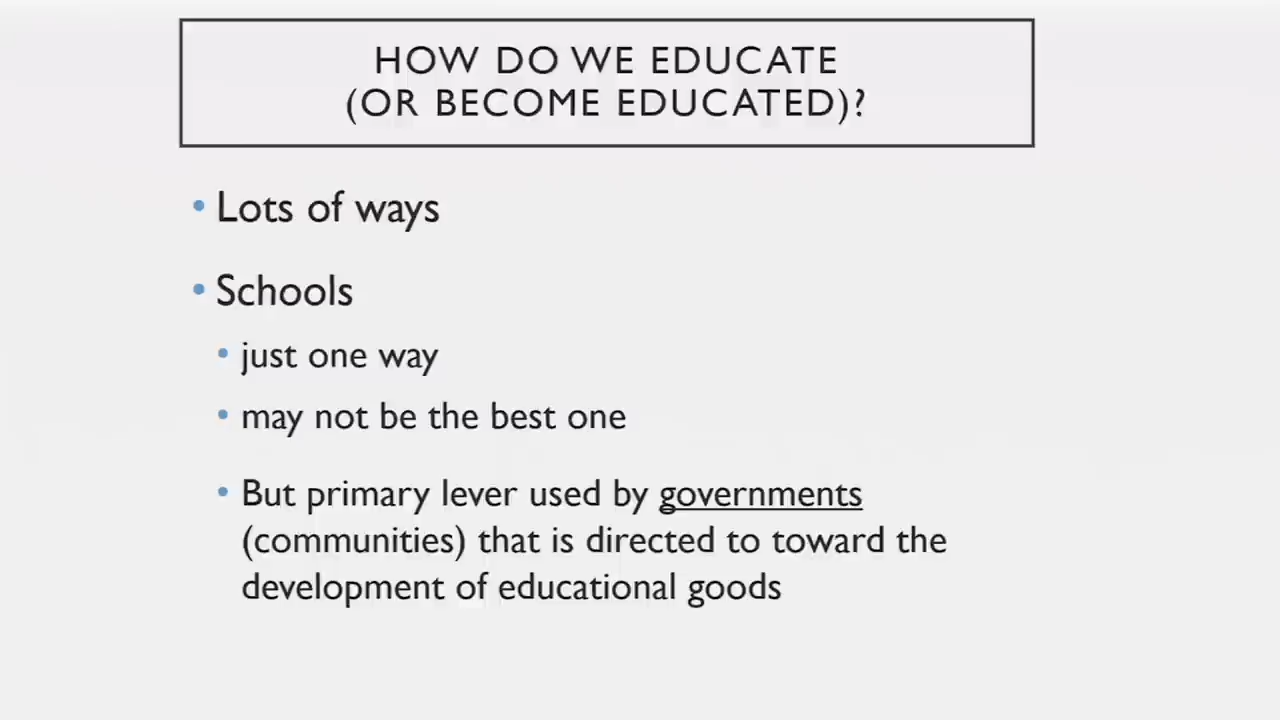 HOW DO WE EDUCATE
(OR BECOME EDUCATED)?
• Lots of ways
• Schools
• just one way
• may not be the best one
• But primary lever used by governments
(communities) that is directed to toward the
development of educational goods